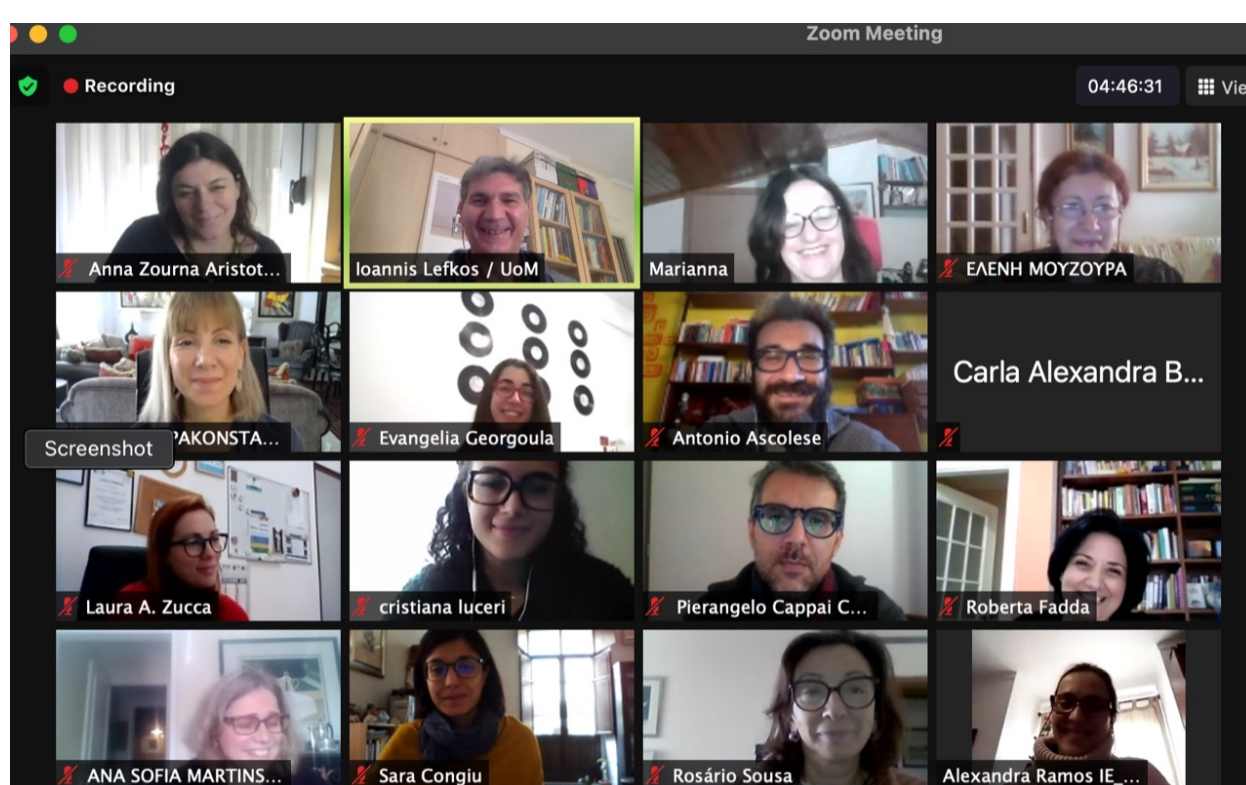 Zoom Meeting
Recording
04:46:31
Vie
Anna Zourna Aristot...
Ioannis Lefkos / UoM
Marianna
ΕΛΕΝΗ ΜΟΥΖΟΥΡΑ
PAKONSTA...
Evangelia Georgoula
Antonio Ascolese
Carla Alexandra B...
Screenshot
Laura A. Zucca
cristiana luceri
Pierangelo Cappai C...
Roberta Fadda
ANA SOFIA MARTINS...
Sara Congiu
Rosário Sousa
Alexandra Ramos IE_...